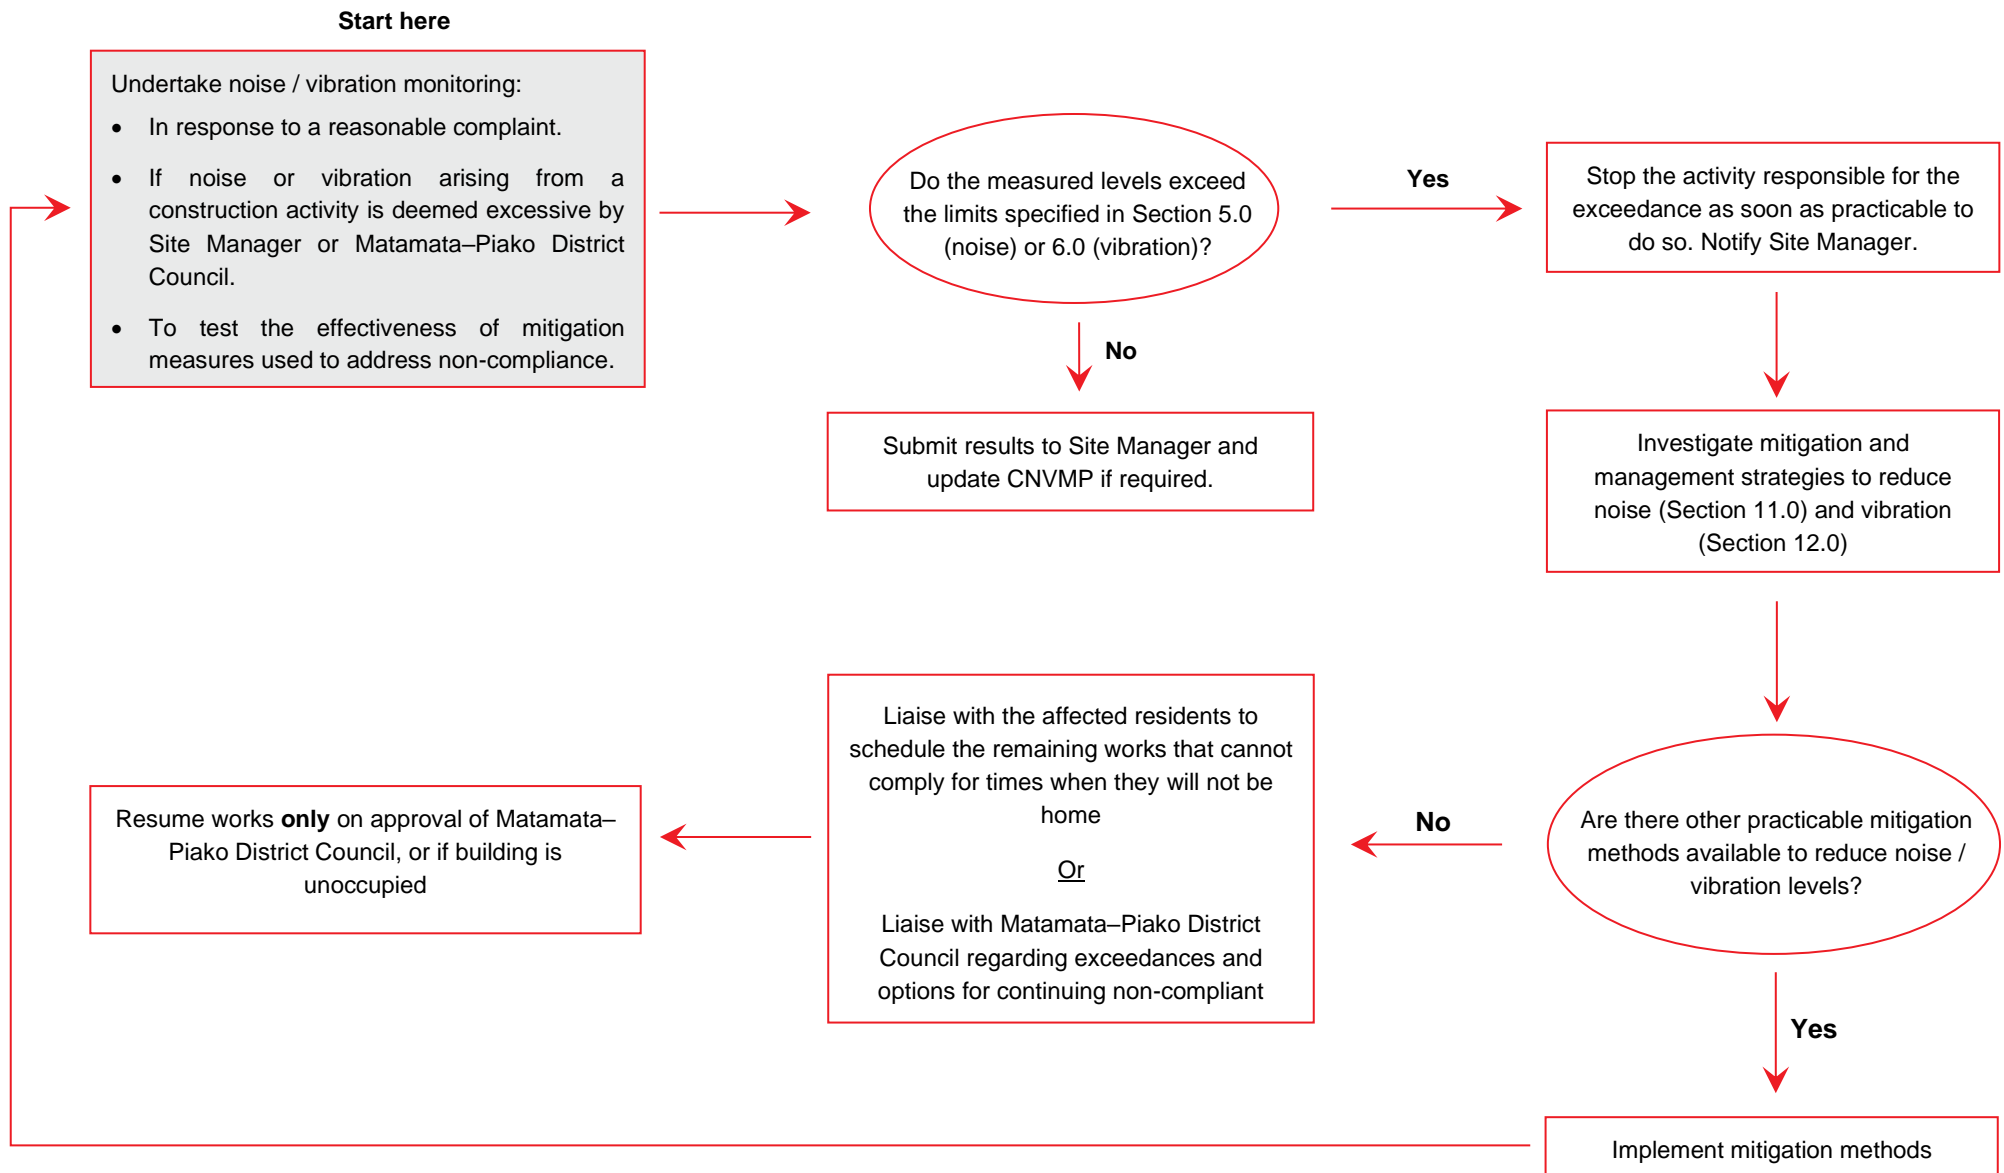 Start here
Undertake noise / vibration monitoring:
• In response to a reasonable complaint.
• If noise or vibration arising from a
construction activity is deemed excessive by
Site Manager or Matamata–Piako District
Council.
• To test the effectiveness of mitigation
measures used to address non-compliance.
Do the measured levels exceed
the limits specified in Section 5.0
(noise) or 6.0 (vibration)?
Yes
Stop the activity responsible for the
exceedance as soon as practicable to
do so. Notify Site Manager.
No
Submit results to Site Manager and
update CNVMP if required.
Investigate mitigation and
management strategies to reduce
noise (Section 11.0) and vibration
(Section 12.0)
Are there other practicable mitigation
methods available to reduce noise /
vibration levels?
No
Liaise with the affected residents to
schedule the remaining works that cannot
comply for times when they will not be
home
Or
Liaise with Matamata–Piako District
Council regarding exceedances and
options for continuing non-compliant
Resume works only on approval of Matamata–
Piako District Council, or if building is
unoccupied
Yes
Implement mitigation methods